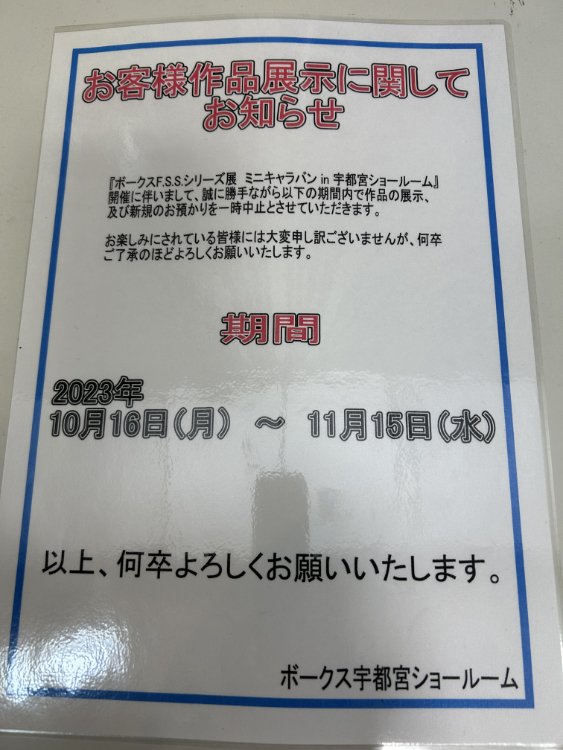 お客様作品展示に関して
お知らせ
『ボークスF.S.S.シリーズ展 ミニキャラバン in 宇都宮ショールーム』
開催に伴いまして、誠に勝手ながら以下の期間内で作品の展示、
及び新規のお預かりを一時中止とさせていただきます。
お楽しみにされている皆様には大変申し訳ございませんが、何卒
ご了承のほどよろしくお願いいたします。
期間
2023年
10月16日(月) ～ 11月15日(水)
以上、何卒よろしくお願いいたします。
ボークス宇都宮ショールーム